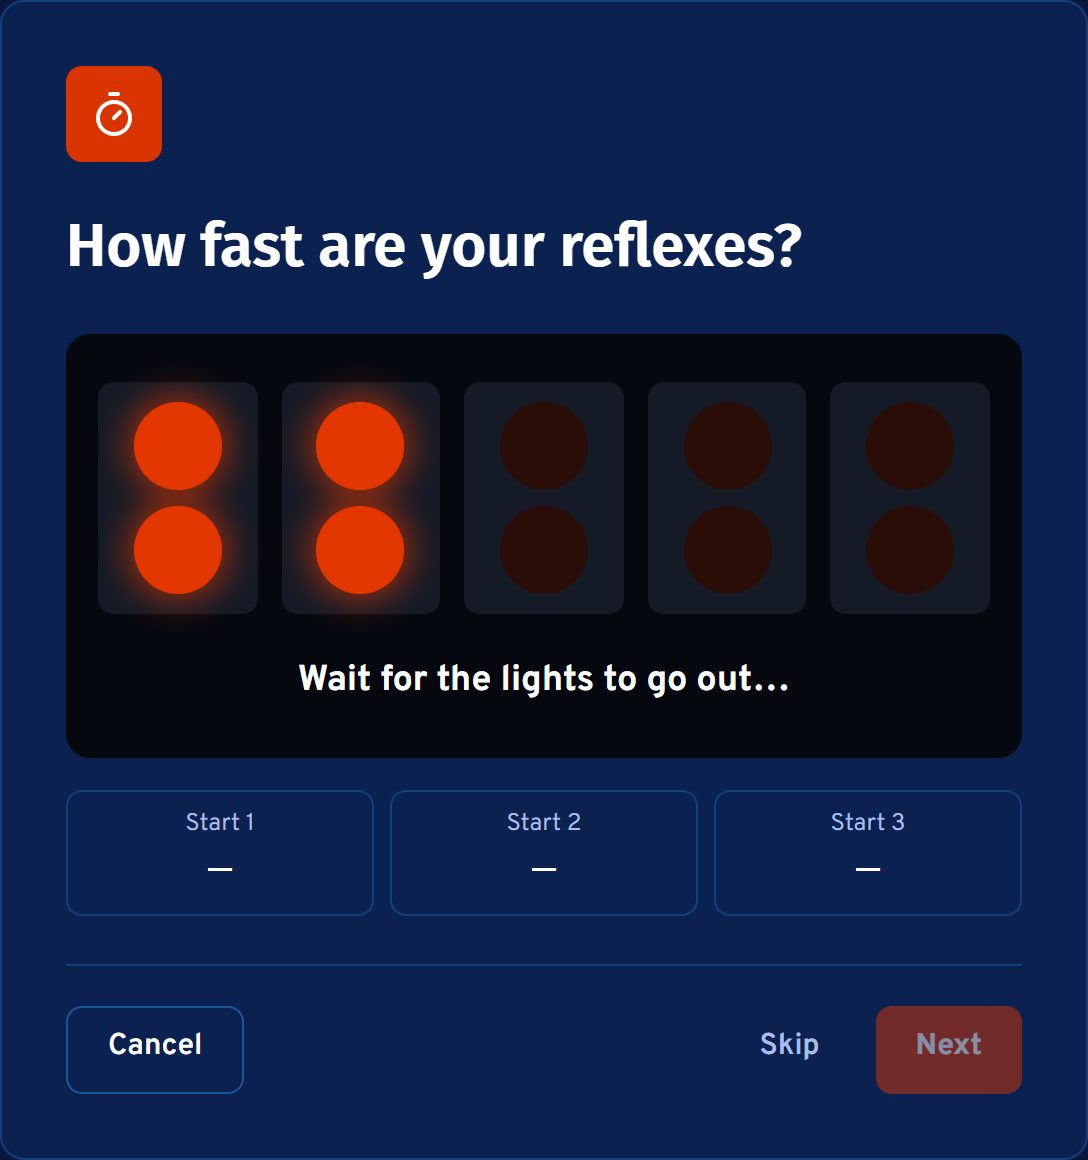 How fast are your reflexes?
Wait for the lights to go out…
Start 1
Start 2
Start 3
—
—
—
Cancel
Skip
Next